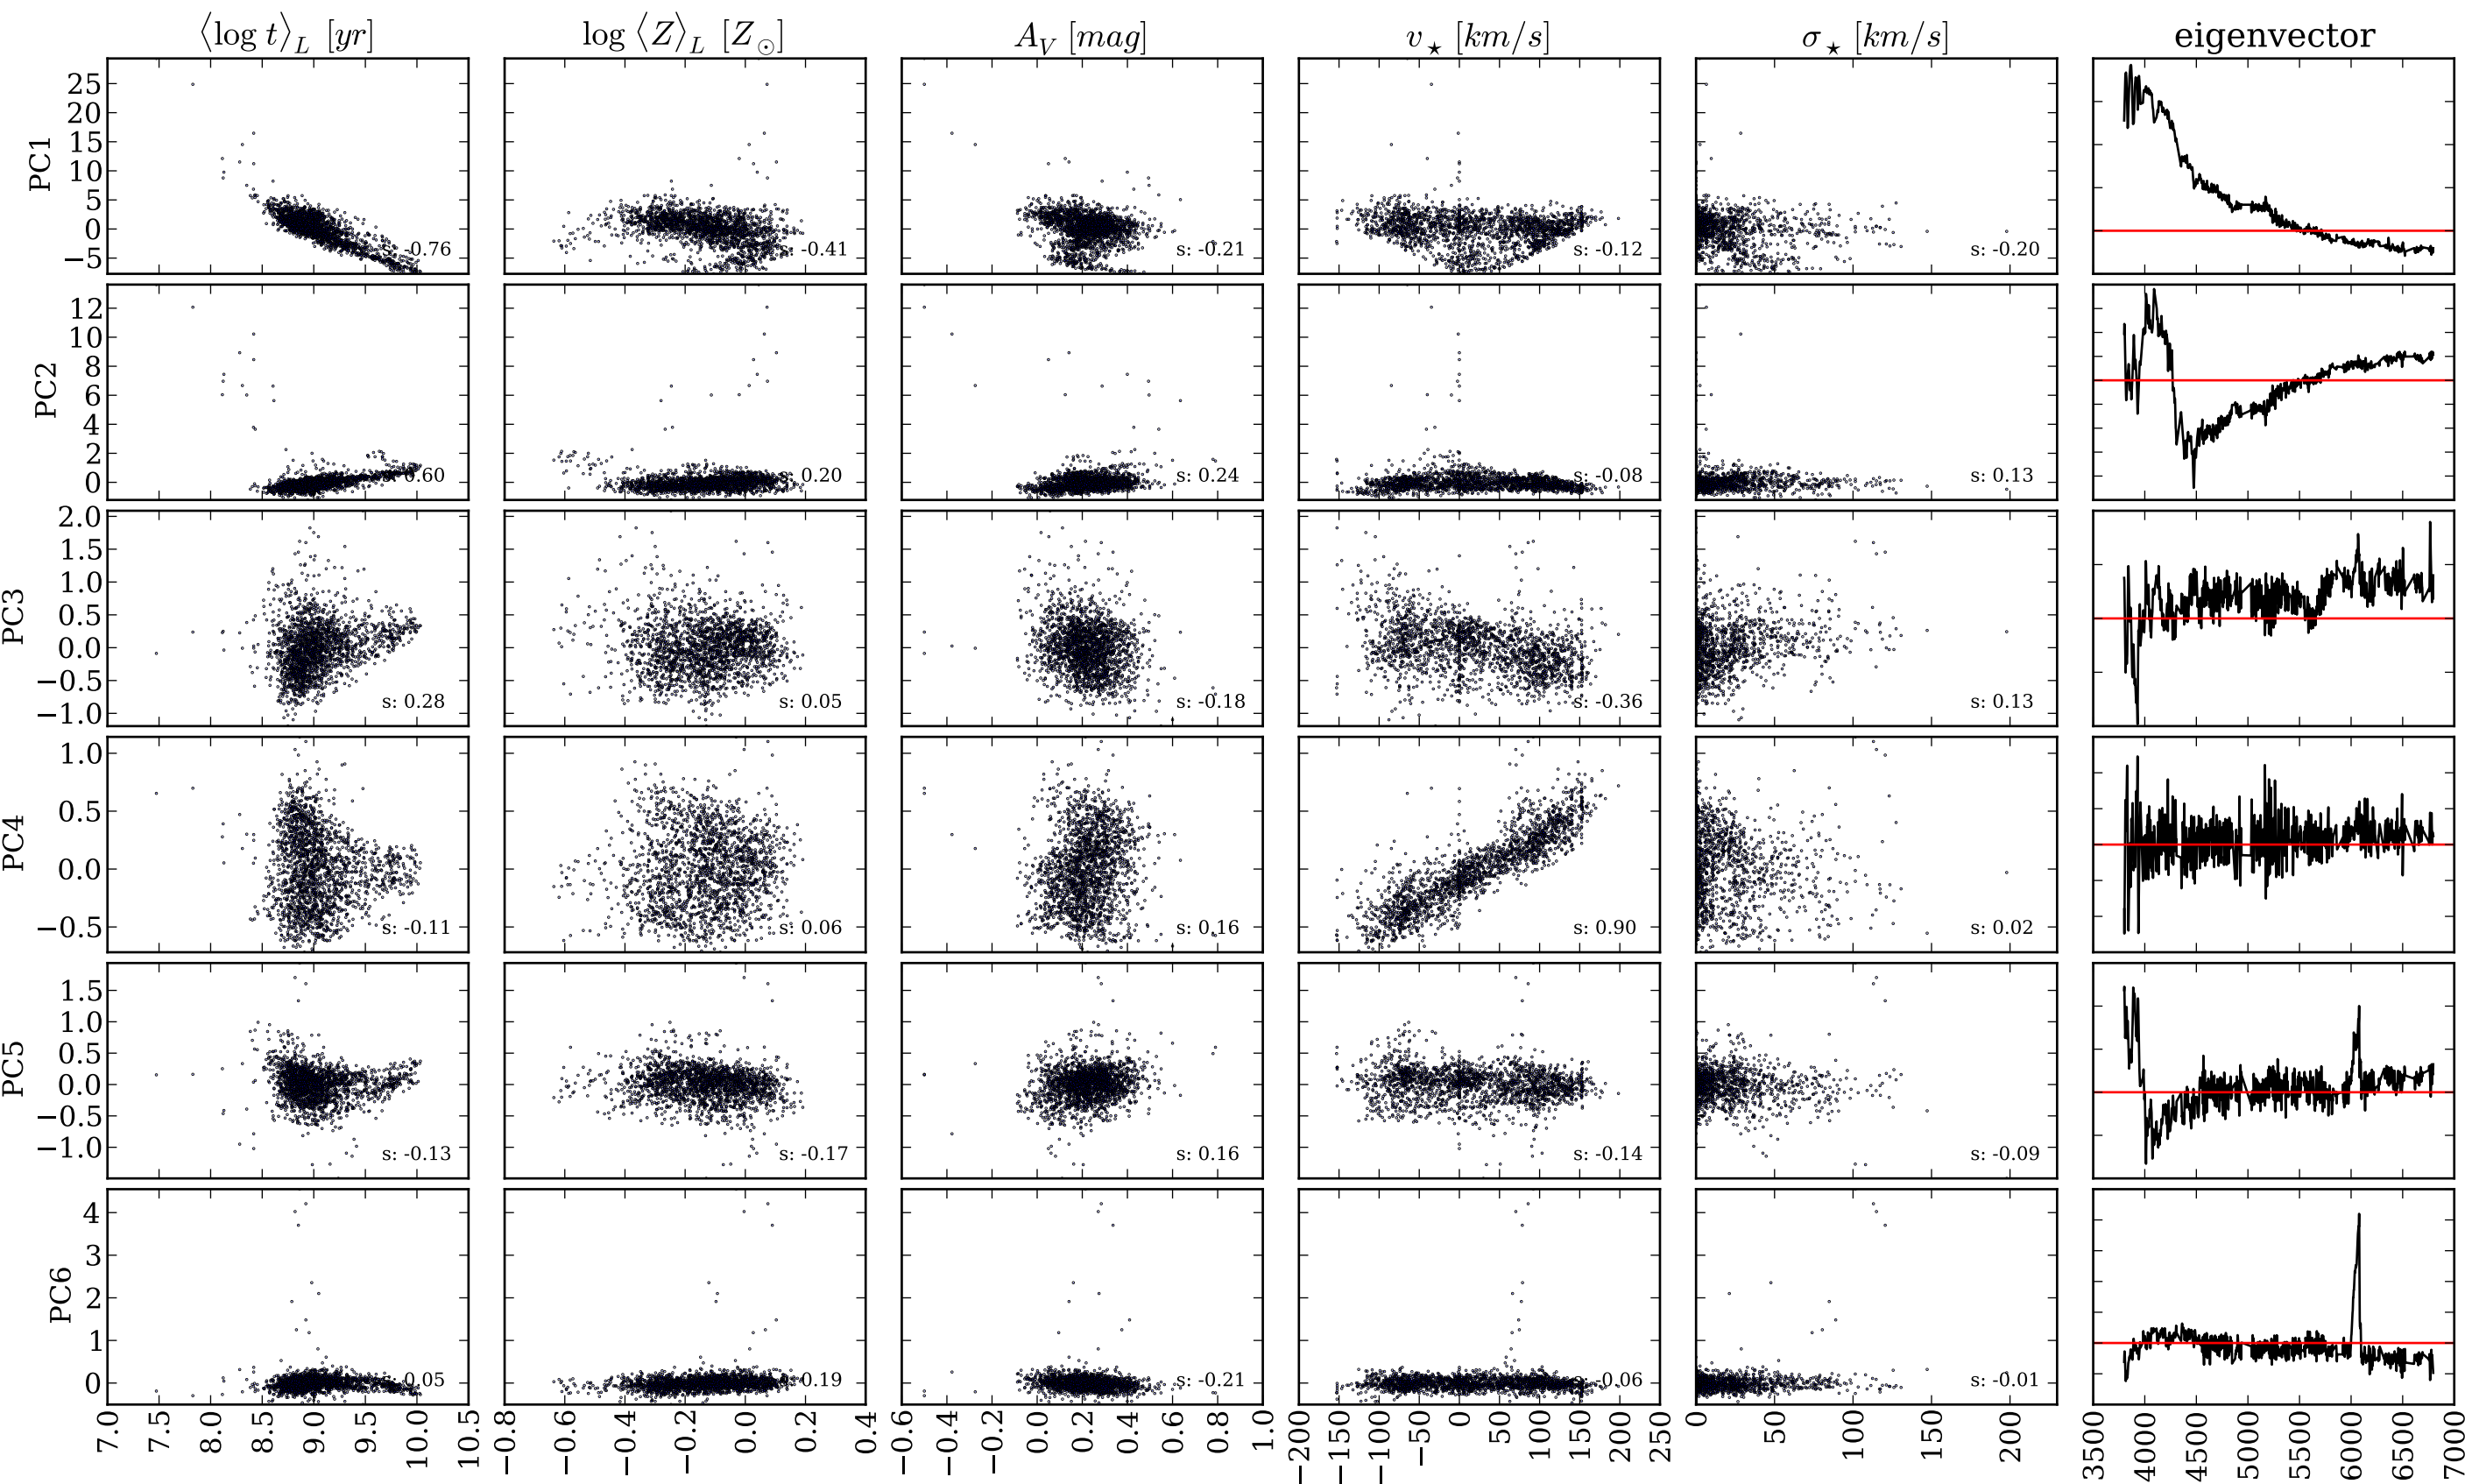 ⟨log t⟩_L [yr] log ⟨Z⟩_L [Z_⊙] A_V [mag] v_⋆ [km/s] σ_⋆ [km/s] eigenvector
PC1
25
20
15
10
5
0
−5
-0.76
s: -0.41
s: -0.21
s: -0.12
s: -0.20
PC2
12
10
8
6
4
2
0
0.60
s: 0.20
s: 0.24
s: -0.08
s: 0.13
PC3
2.0
1.5
1.0
0.5
0.0
−0.5
−1.0
s: 0.28
s: 0.05
s: -0.18
s: -0.36
s: 0.13
PC4
1.0
0.5
0.0
−0.5
s: -0.11
s: 0.06
s: 0.16
s: 0.90
s: 0.02
PC5
1.5
1.0
0.5
0.0
−0.5
−1.0
s: -0.13
s: -0.17
s: 0.16
s: -0.14
s: -0.09
PC6
4
3
2
1
0
0.05
0.19
s: -0.21
s: -0.06
s: -0.01
7.0 7.5 8.0 8.5 9.0 9.5 10.0 10.5
−0.8 −0.6 −0.4 −0.2 0.0 0.2 0.4
−0.6 −0.4 −0.2 0.0 0.2 0.4 0.6 0.8 1.0
−200 −150 −100 −50 0 50 100 150 200 250
0 50 100 150 200
3500 4000 4500 5000 5500 6000 6500 7000